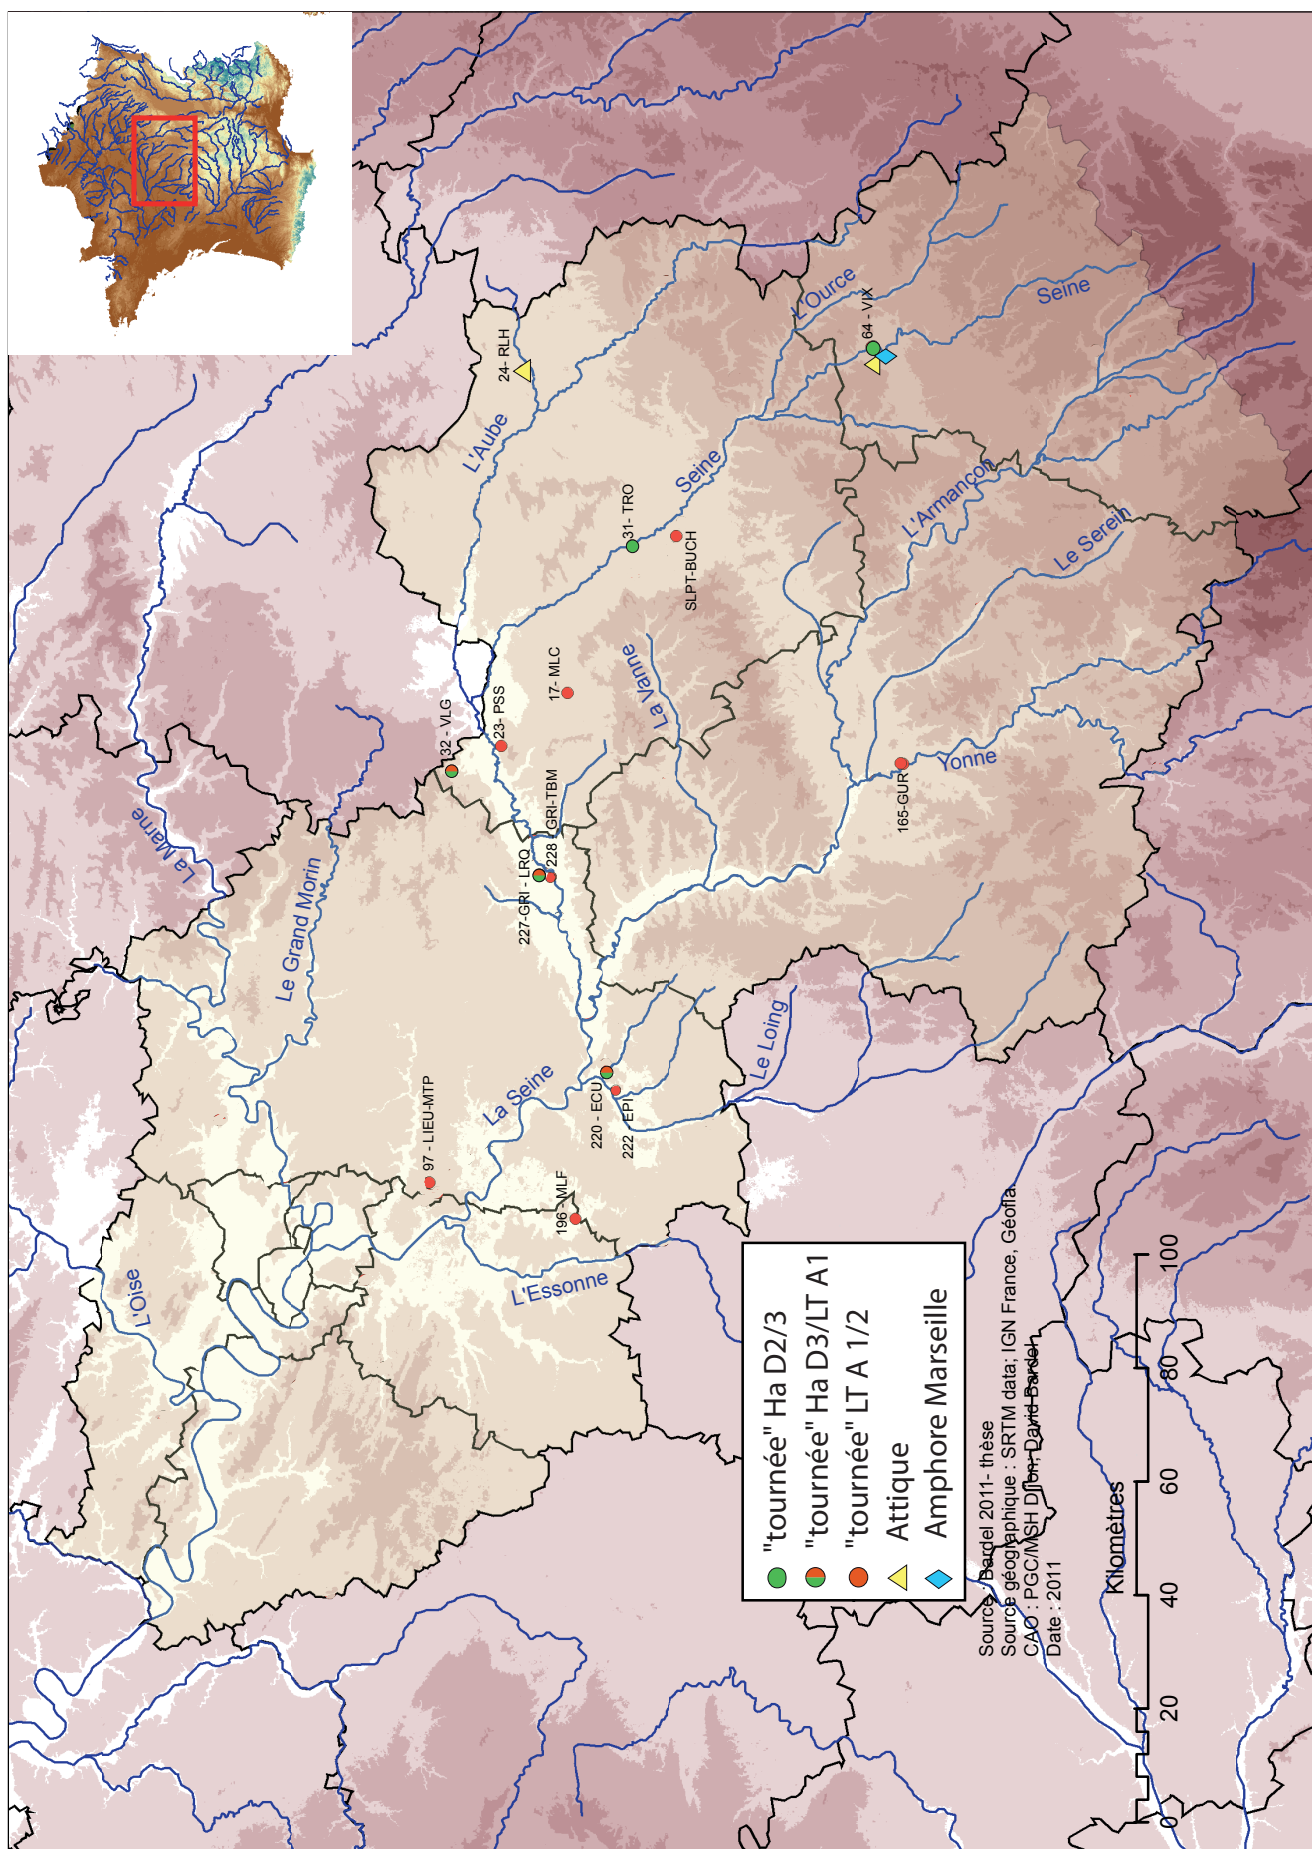 La Marne
Le Grand Morin
L'Oise
La Seine
L'Essonne
Le Loing
L'Aube
Seine
La Vanne
L'Ource
Seine
L'Armançon
Le Serein
Yonne
24- RLH
32 - VLG
23- PSS
17- MLC
31- TRO
SLPT-BUCH
64 - VIX
227-GRI - LRQ
228 - GRI-TBM
165-GUR
97 - LIEU-MTP
220 - ECU
222 - EPI
196 - MLF
"tournée" Ha D2/3
"tournée" Ha D3/LT A1
"tournée" LT A 1/2
Attique
Amphore Marseille
Source : Bardel 2011- thèse
Source géographique : SRTM data; IGN France, Géofla
CAO : PGC/MSH Dijon; David Bardel
Date : 2011
Kilomètres
0 20 40 60 80 100